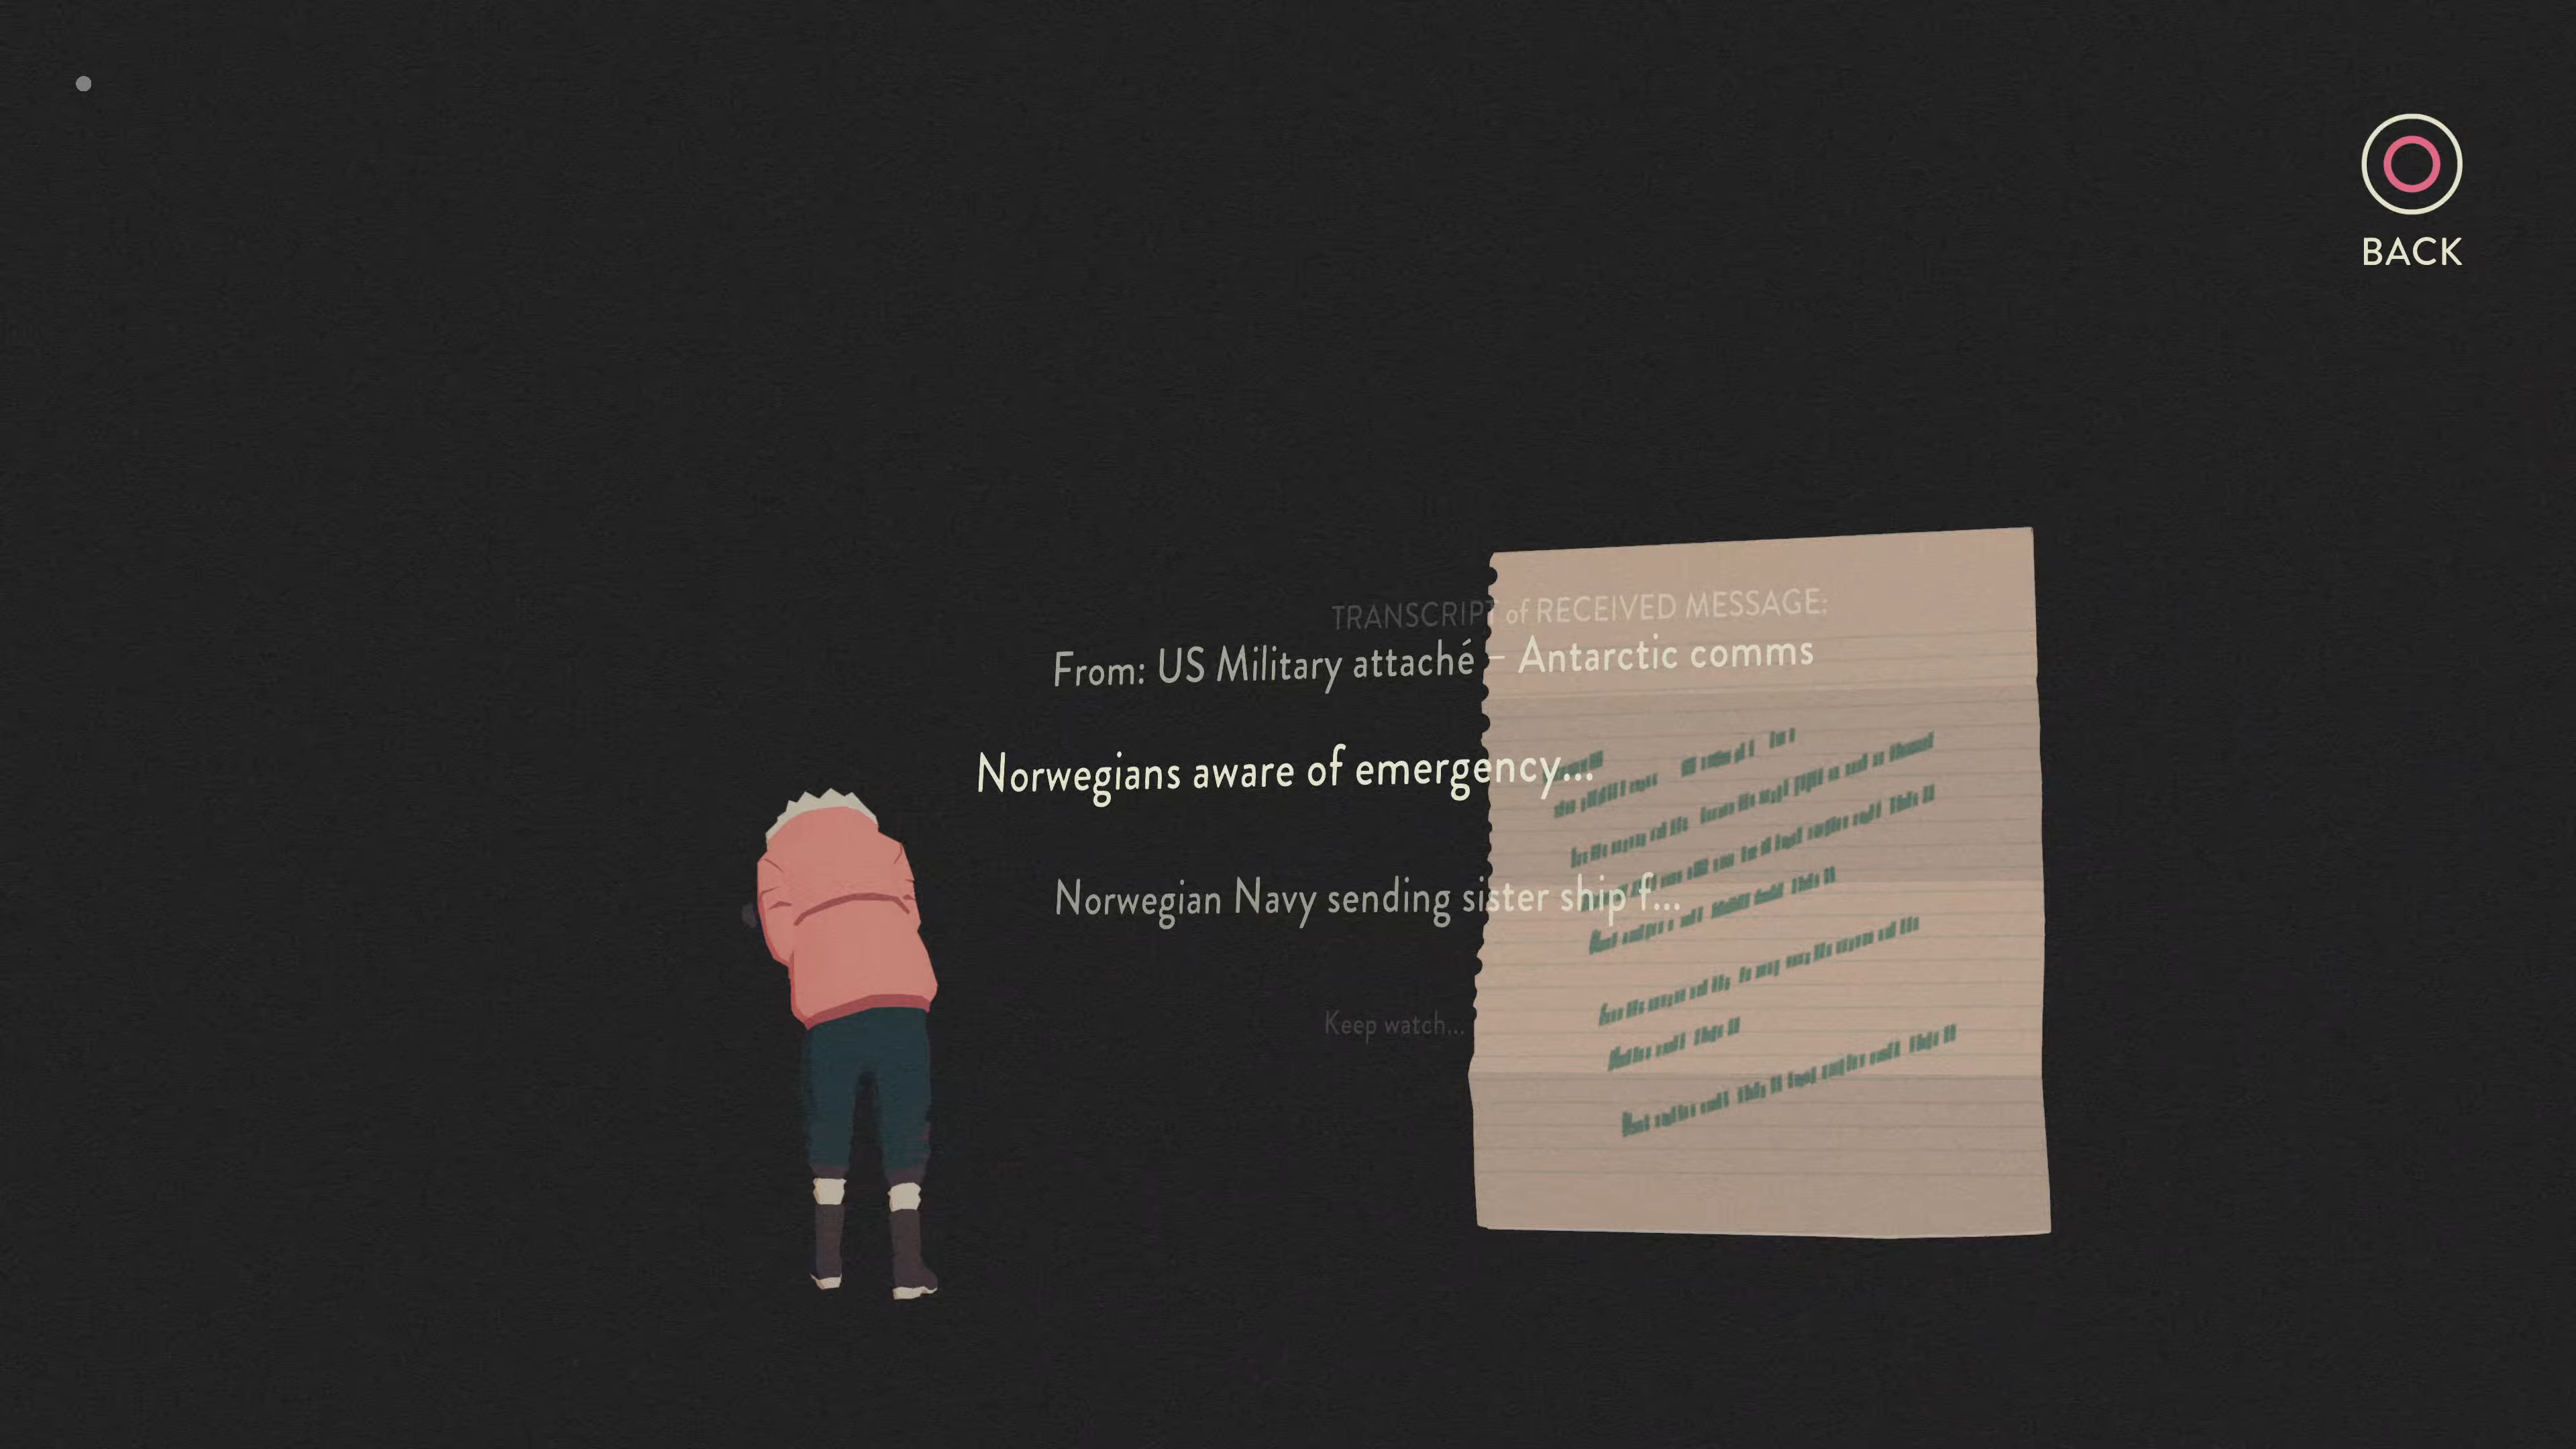 BACK
TRANSCRIPT of RECEIVED MESSAGE:
From: US Military attaché – Antarctic comms
Norwegians aware of emergency...
Norwegian Navy sending sister ship f...
Keep watch...